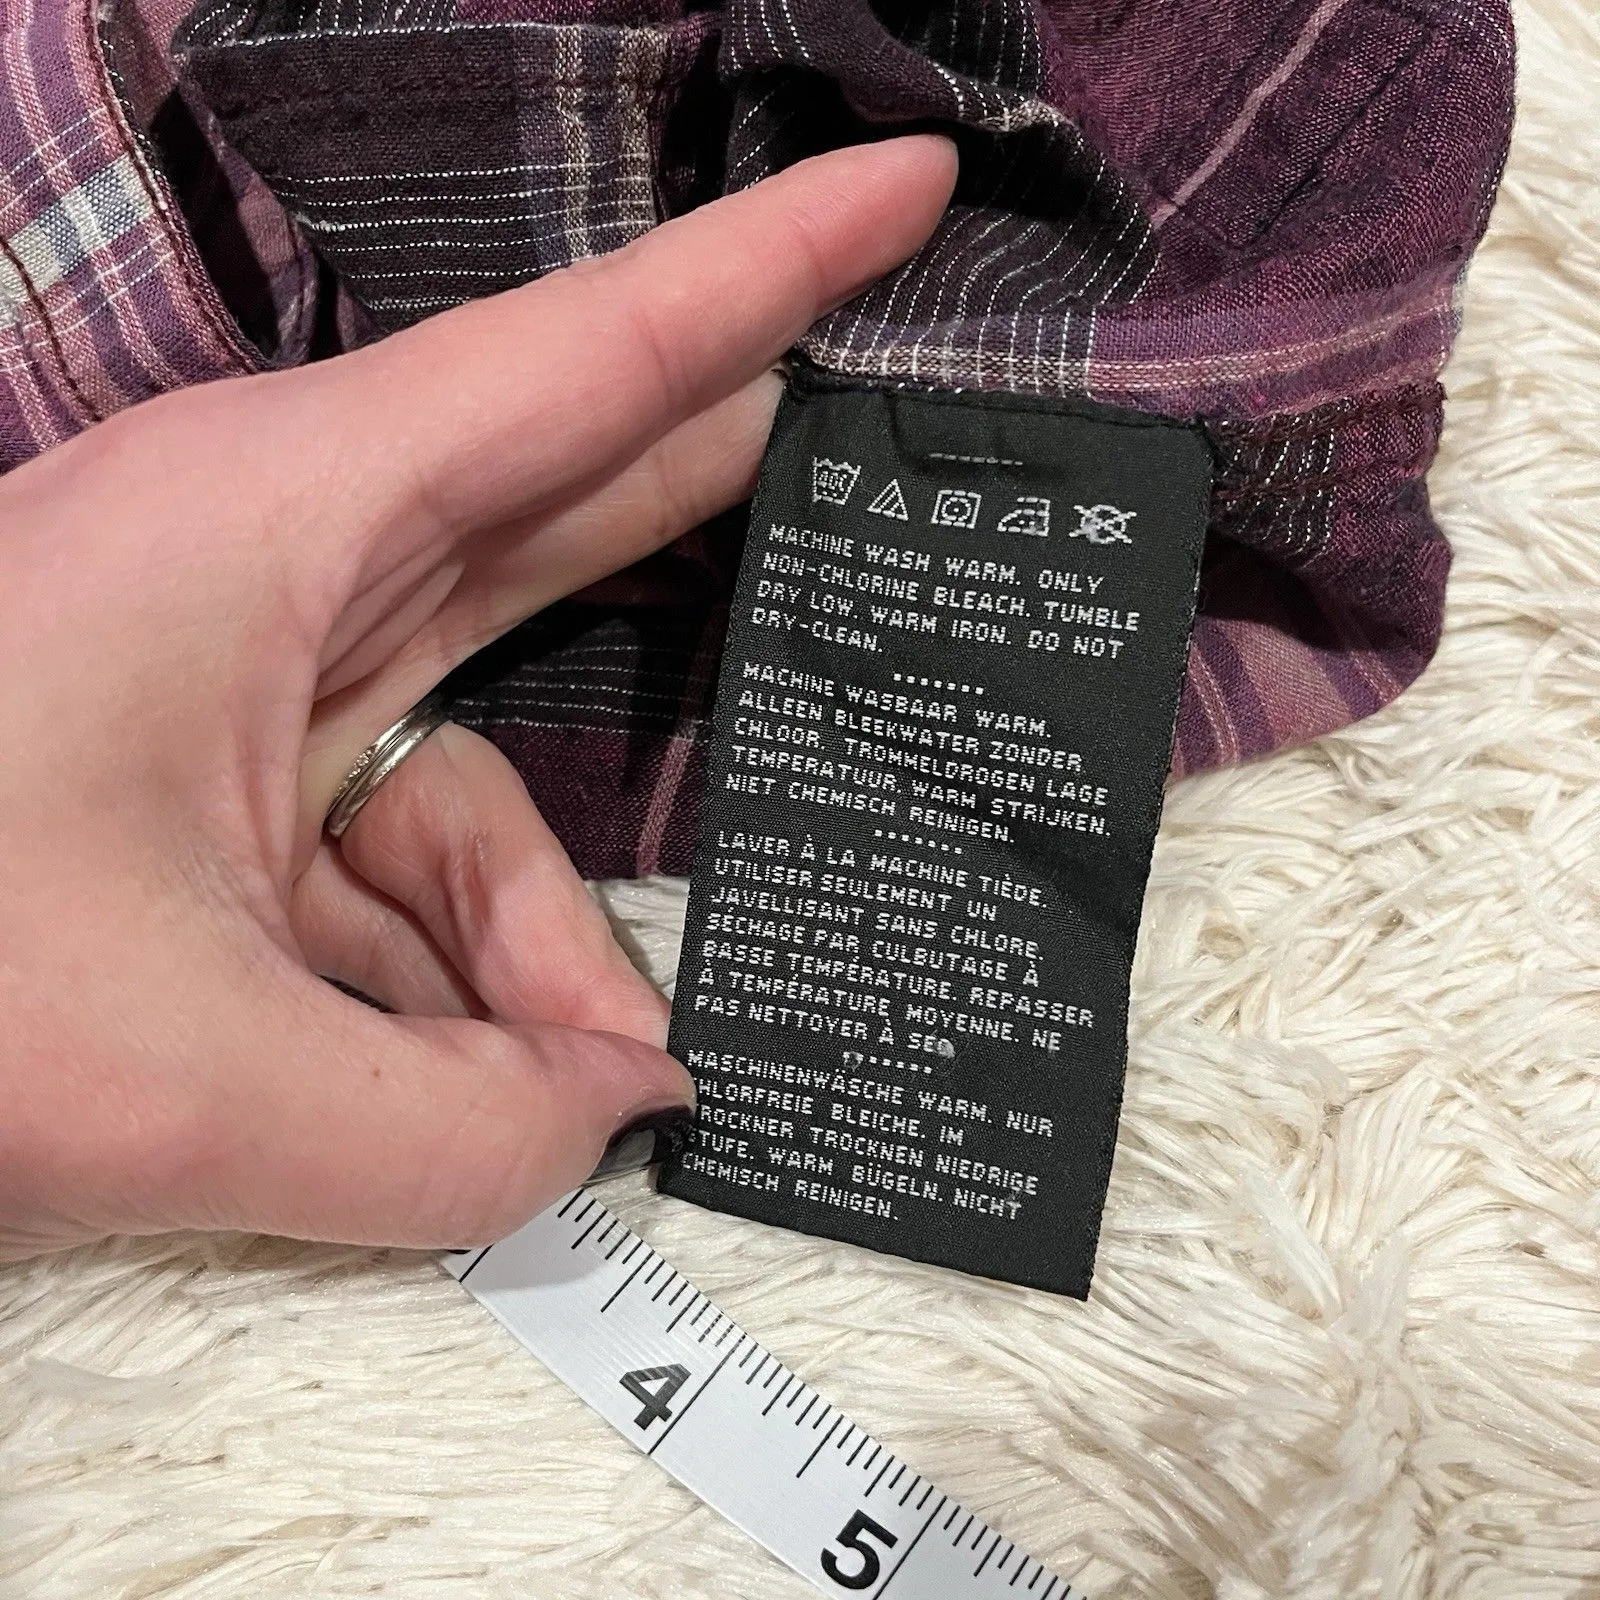 40C
MACHINE WASH WARM. ONLY
NON-CHLORINE BLEACH. TUMBLE
DRY LOW. WARM IRON. DO NOT
DRY-CLEAN.
MACHINE WASBAAR WARM.
ALLEEN BLEEKWATER ZONDER
CHLOOR. TROMMELDROGEN LAGE
TEMPERATUUR. WARM STRIJKEN.
NIET CHEMISCH REINIGEN.
LAVER À LA MACHINE TIÈDE.
UTILISER SEULEMENT UN
JAVELLISANT SANS CHLORE.
SÉCHAGE PAR CULBUTAGE À
BASSE TEMPÉRATURE. REPASSER
À TEMPÉRATURE MOYENNE. NE
PAS NETTOYER À SEC
MASCHINENWÄSCHE WARM. NUR
HLORFREIE BLEICHE. IM
ROCKNER TROCKNEN NIEDRIGE
STUFE. WARM BÜGELN. NICHT
CHEMISCH REINIGEN.
4
5